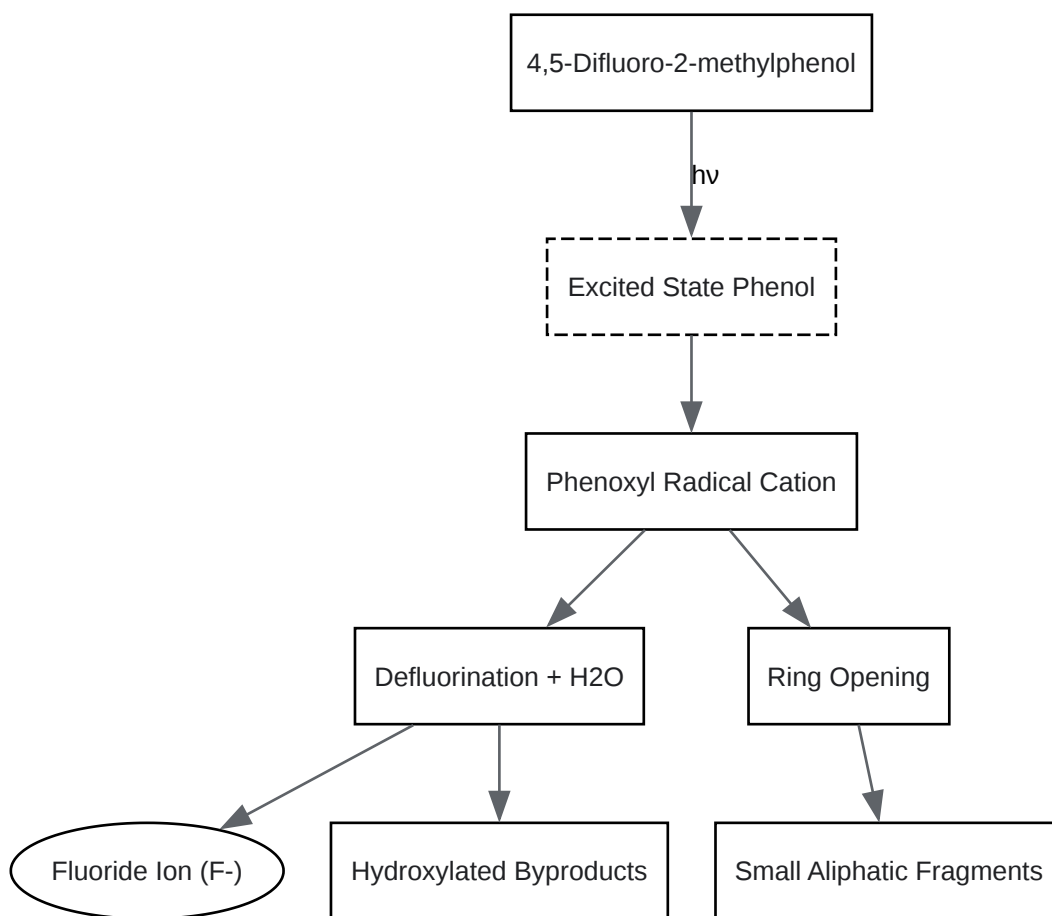 4,5-Difluoro-2-methylphenol
hν
Excited State Phenol
Phenoxyl Radical Cation
Defluorination + H2O
Ring Opening
Fluoride Ion (F-)
Hydroxylated Byproducts
Small Aliphatic Fragments